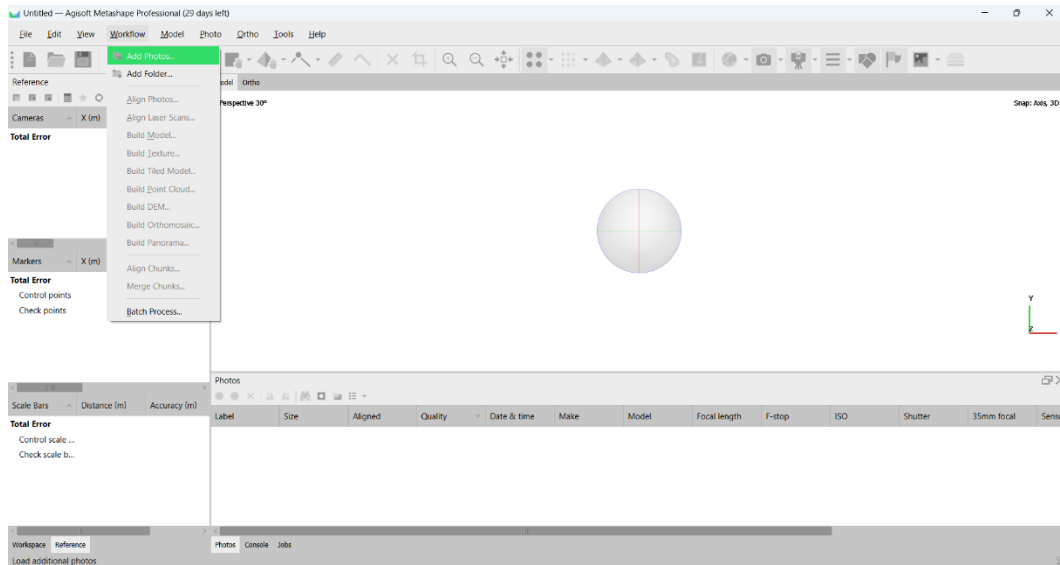 Untitled — Agisoft Metashape Professional (29 days left)
File Edit View Workflow Model Photo Ortho Tools Help
Add Photos...
Add Folder...
Align Photos...
Align Laser Scans...
Build Model...
Build Texture...
Build Tiled Model...
Build Point Cloud...
Build DEM...
Build Orthomosaic...
Build Panorama...
Align Chunks...
Merge Chunks...
Batch Process...
Reference
Cameras X (m)
Total Error
Markers X (m)
Total Error
Control points
Check points
Scale Bars Distance (m) Accuracy (m)
Total Error
Control scale ...
Check scale b...
Workspace Reference
Load additional photos
odel Ortho
Perspective 30°
Snap: Axis, 3D
Y
Z
Photos
Label Size Aligned Quality Date & time Make Model Focal length F-stop ISO Shutter 35mm focal Sens
Photos Console Jobs